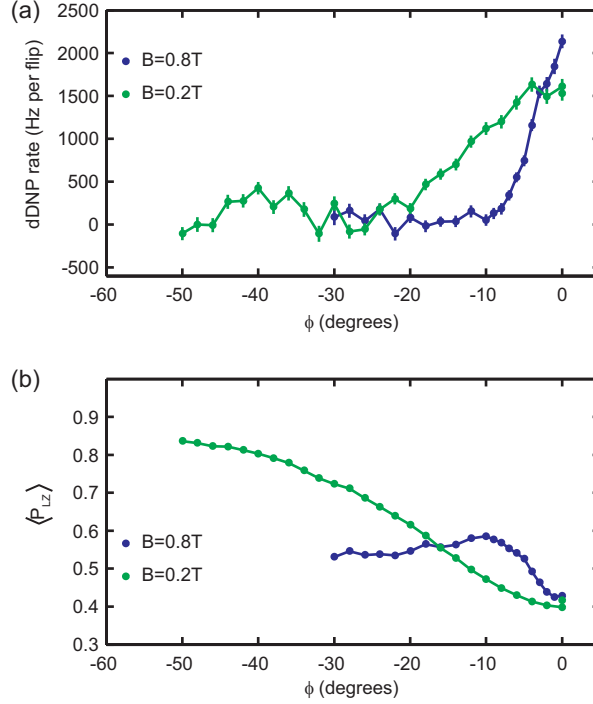 (a)
2500
2000
1500
1000
500
0
-500
dDNP rate (Hz per flip)
B=0.8T
B=0.2T
-60 -50 -40 -30 -20 -10 0
ϕ (degrees)
(b)
0.9
0.8
0.7
0.6
0.5
0.4
0.3
⟨P_LZ⟩
B=0.8T
B=0.2T
-60 -50 -40 -30 -20 -10 0
ϕ (degrees)